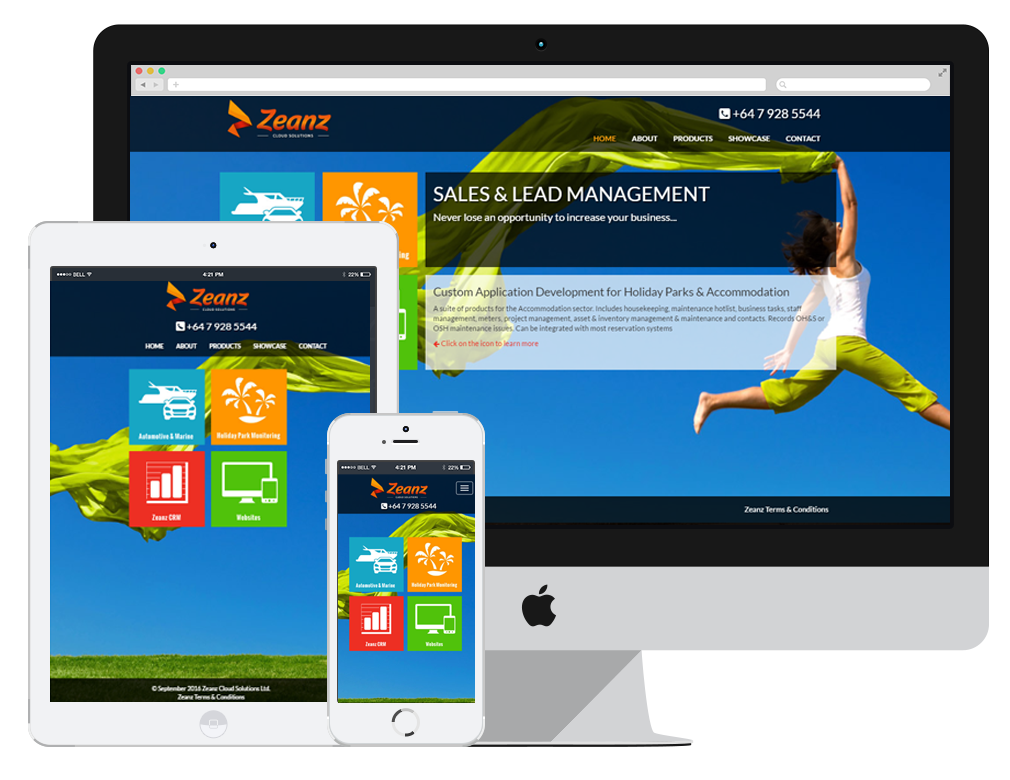 Zeanz
CLOUD SOLUTIONS
+64 7 928 5544
HOME ABOUT PRODUCTS SHOWCASE CONTACT
SALES & LEAD MANAGEMENT
Never lose an opportunity to increase your business...
Custom Application Development for Holiday Parks & Accommodation
A suite of products for the Accommodation sector. Includes housekeeping, maintenance hotlist, business tasks, staff
management, meters, project management, asset & inventory management & maintenance and contacts. Records OH&S or
OSH maintenance issues. Can be integrated with most reservation systems
Click on the icon to learn more
Zeanz Terms & Conditions
BELL 4:21 PM 22%
Zeanz
CLOUD SOLUTIONS
+64 7 928 5544
HOME ABOUT PRODUCTS SHOWCASE CONTACT
Automotive & Marine
Holiday Park Monitoring
Zeanz CRM
Websites
© September 2016 Zeanz Cloud Solutions Ltd.
Zeanz Terms & Conditions
BELL 4:21 PM 22%
Zeanz
CLOUD SOLUTIONS
+64 7 928 5544
Automotive & Marine
Holiday Park Monitoring
Zeanz CRM
Websites